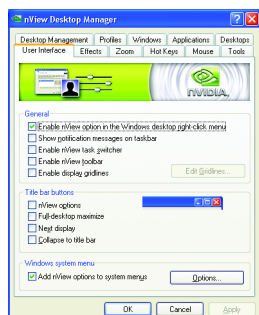 nView Desktop Manager
Desktop Management Profiles Windows Applications Desktops
User Interface Effects Zoom Hot Keys Mouse Tools
NVIDIA.
General
Enable nView option in the Windows desktop right-click menu
Show notification messages on taskbar
Enable nView task switcher
Enable nView toolbar
Enable display gridlines
Edit Gridlines...
Title bar buttons
nView options
Full-desktop maximize
Next display
Collapse to title bar
Windows system menu
Add nView options to system menus
Options...
OK Cancel Apply